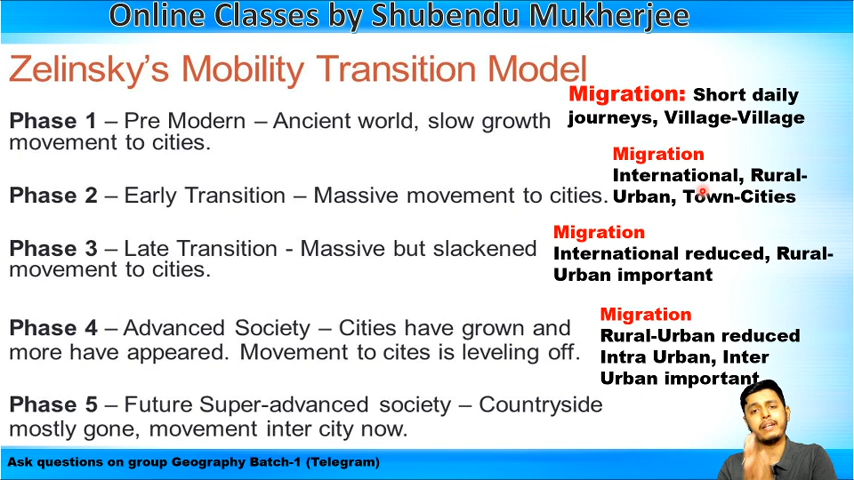 Online Classes by Shubendu Mukherjee
Zelinsky's Mobility Transition Model
Migration: Short daily
journeys, Village-Village
Phase 1 – Pre Modern – Ancient world, slow growth
movement to cities.
Migration
International, Rural-
Urban, Town-Cities
Phase 2 – Early Transition – Massive movement to cities.
Migration
International reduced, Rural-
Urban important
Phase 3 – Late Transition - Massive but slackened
movement to cities.
Migration
Rural-Urban reduced
Intra Urban, Inter
Urban important
Phase 4 – Advanced Society – Cities have grown and
more have appeared. Movement to cites is leveling off.
Phase 5 – Future Super-advanced society – Countryside
mostly gone, movement inter city now.
Ask questions on group Geography Batch-1 (Telegram)